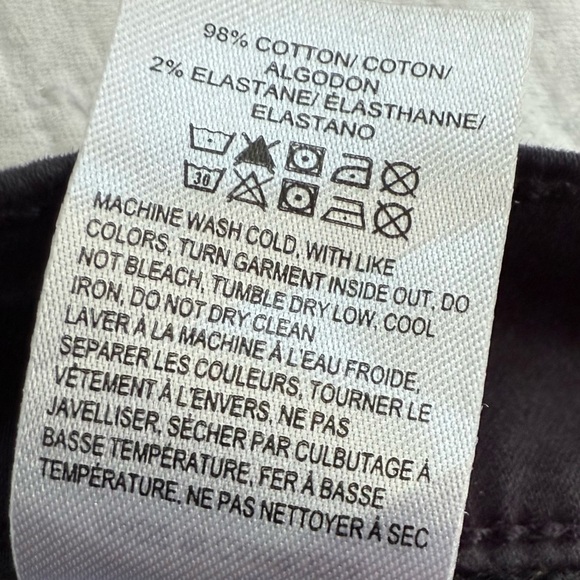 98% COTTON/ COTON/
ALGODON
2% ELASTANE/ ÉLASTHANNE/
ELASTANO
30
MACHINE WASH COLD, WITH LIKE
COLORS, TURN GARMENT INSIDE OUT, DO
NOT BLEACH, TUMBLE DRY LOW, COOL
IRON, DO NOT DRY CLEAN
LAVER À LA MACHINE À L'EAU FROIDE,
SEPARER LES COULEURS, TOURNER LE
VÊTEMENT À L'ENVERS, NE PAS
JAVELLISER, SÉCHER PAR CULBUTAGE À
BASSE TEMPÉRATURE, FER À BASSE
TEMPÉRATURE, NE PAS NETTOYER À SEC